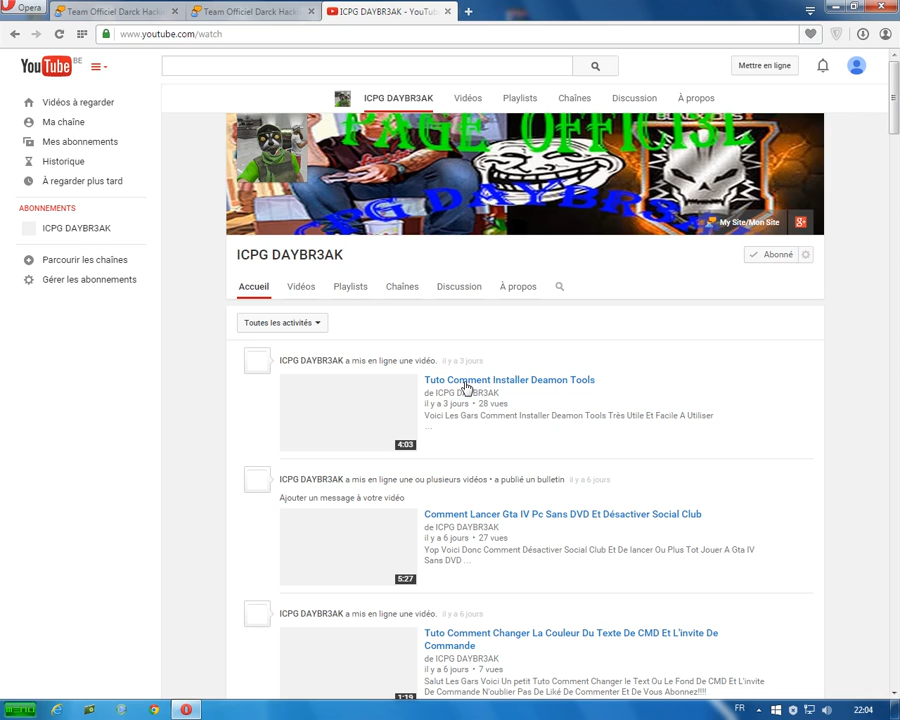 Opera
Team Officiel Darck Hacke
Team Officiel Darck Hacke
ICPG DAYBR3AK - YouTu
www.youtube.com/watch
YouTube BE
Mettre en ligne
ICPG DAYBR3AK Vidéos Playlists Chaînes Discussion À propos
Vidéos à regarder
Ma chaîne
Mes abonnements
Historique
À regarder plus tard
ABONNEMENTS
ICPG DAYBR3AK
Parcourir les chaînes
Gérer les abonnements
PAGE OFFICISL
My Site/Mon Site
ICPG DAYBR3AK
Abonné
Accueil Vidéos Playlists Chaînes Discussion À propos
Toutes les activités
ICPG DAYBR3AK a mis en ligne une vidéo. il y a 3 jours
Tuto Comment Installer Deamon Tools
de ICPG DAYBR3AK
il y a 3 jours • 28 vues
Voici Les Gars Comment Installer Deamon Tools Très Utile Et Facile A Utiliser
...
4:03
ICPG DAYBR3AK a mis en ligne une ou plusieurs vidéos • a publié un bulletin il y a 6 jours
Ajouter un message à votre vidéo
Comment Lancer Gta IV Pc Sans DVD Et Désactiver Social Club
de ICPG DAYBR3AK
il y a 6 jours • 27 vues
Yop Voici Donc Comment Désactiver Social Club Et De lancer Ou Plus Tot Jouer A Gta IV
Sans DVD ...
5:27
ICPG DAYBR3AK a mis en ligne une vidéo. il y a 6 jours
Tuto Comment Changer La Couleur Du Texte De CMD Et L'invite De
Commande
de ICPG DAYBR3AK
il y a 6 jours • 7 vues
Salut Les Gars Voici Un petit Tuto Comment Changer le Text Ou Le Fond De CMD Et L'invite
De Commande N'oublier Pas De Liké De Commenter Et De Vous Abonnez!!!!
1:19
FR
22:04